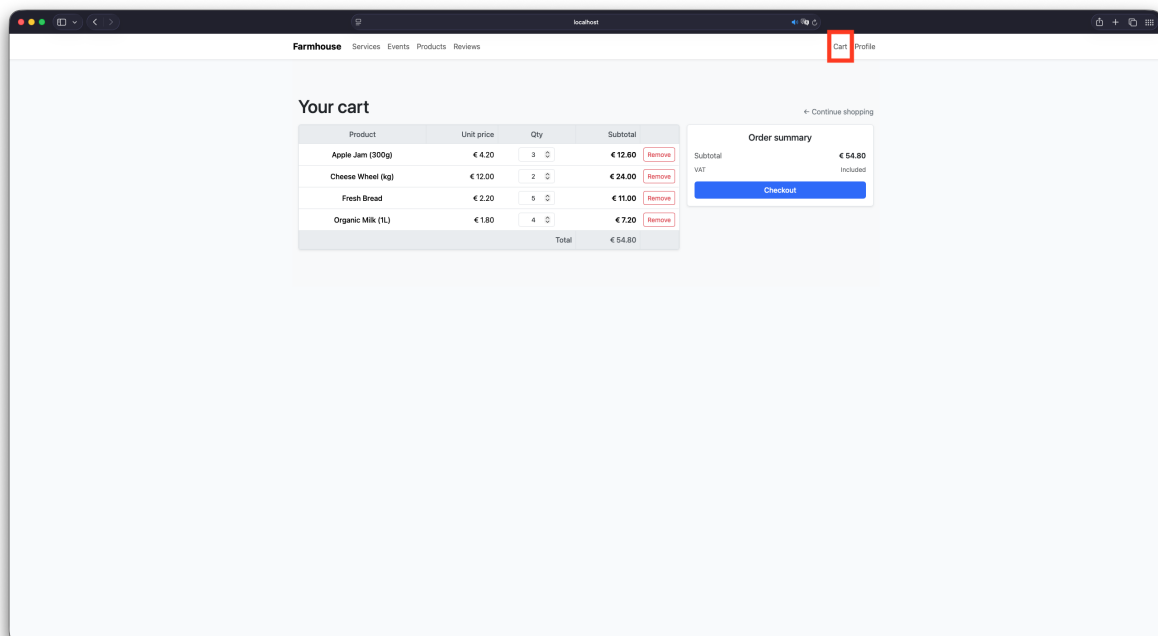 localhost
Farmhouse Services Events Products Reviews Cart Profile
Your cart
← Continue shopping
Product Unit price Qty Subtotal
Apple Jam (300g) € 4.20 3 € 12.60 Remove
Cheese Wheel (kg) € 12.00 2 € 24.00 Remove
Fresh Bread € 2.20 5 € 11.00 Remove
Organic Milk (1L) € 1.80 4 € 7.20 Remove
Total € 54.80
Order summary
Subtotal € 54.80
VAT Included
Checkout